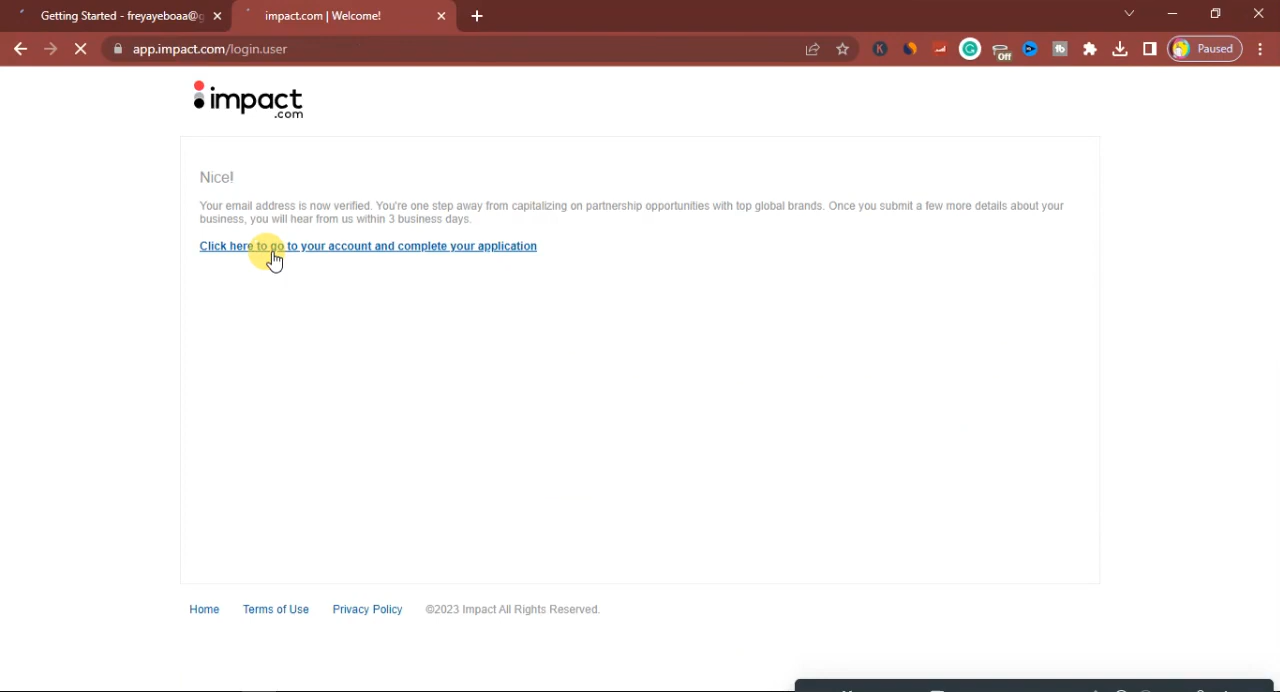 Getting Started - freyayeboaa@g
impact.com | Welcome!
app.impact.com/login.user
Off
Paused
impact
.com
Nice!
Your email address is now verified. You're one step away from capitalizing on partnership opportunities with top global brands. Once you submit a few more details about your
business, you will hear from us within 3 business days.
Click here to go to your account and complete your application
Home Terms of Use Privacy Policy ©2023 Impact All Rights Reserved.